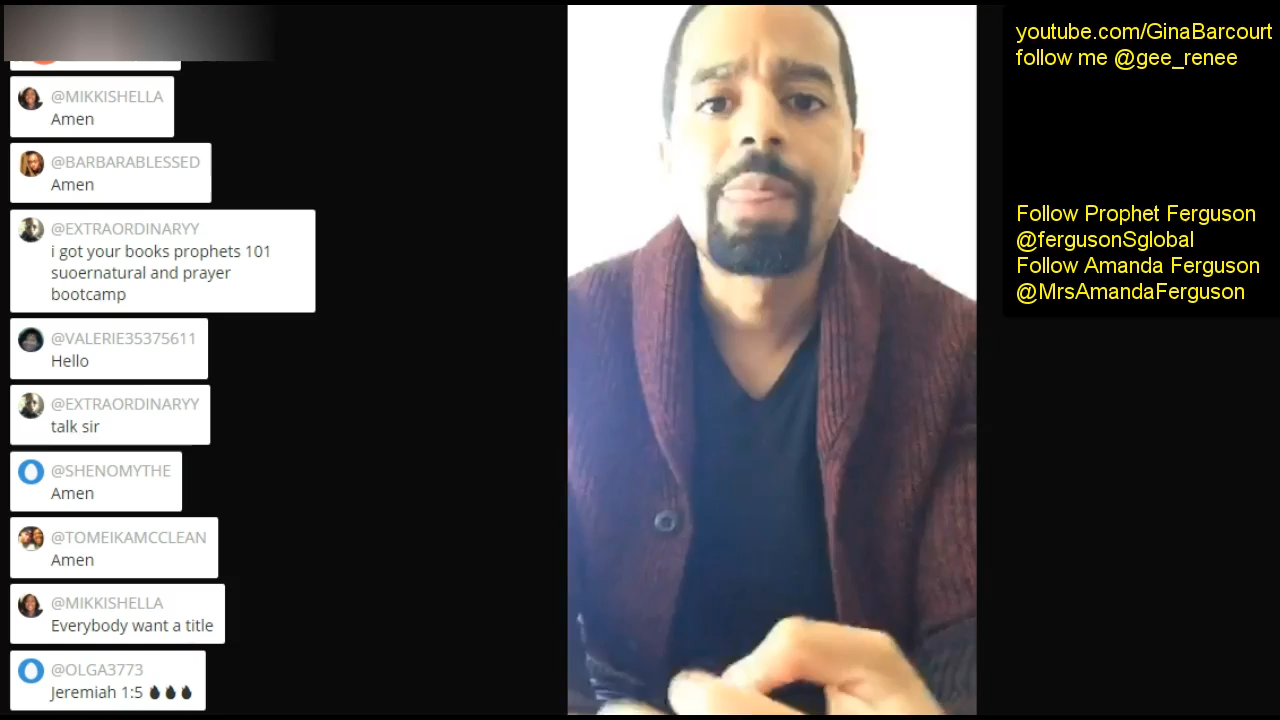 @MIKKISHELLA
Amen
@BARBARABLESSED
Amen
@EXTRAORDINARYY
i got your books prophets 101
suoernatural and prayer
bootcamp
@VALERIE35375611
Hello
@EXTRAORDINARYY
talk sir
@SHENOMYTHE
Amen
@TOMEIKAMCCLEAN
Amen
@MIKKISHELLA
Everybody want a title
@OLGA3773
Jeremiah 1:5
youtube.com/GinaBarcourt
follow me @gee_renee
Follow Prophet Ferguson
@fergusonSglobal
Follow Amanda Ferguson
@MrsAmandaFerguson